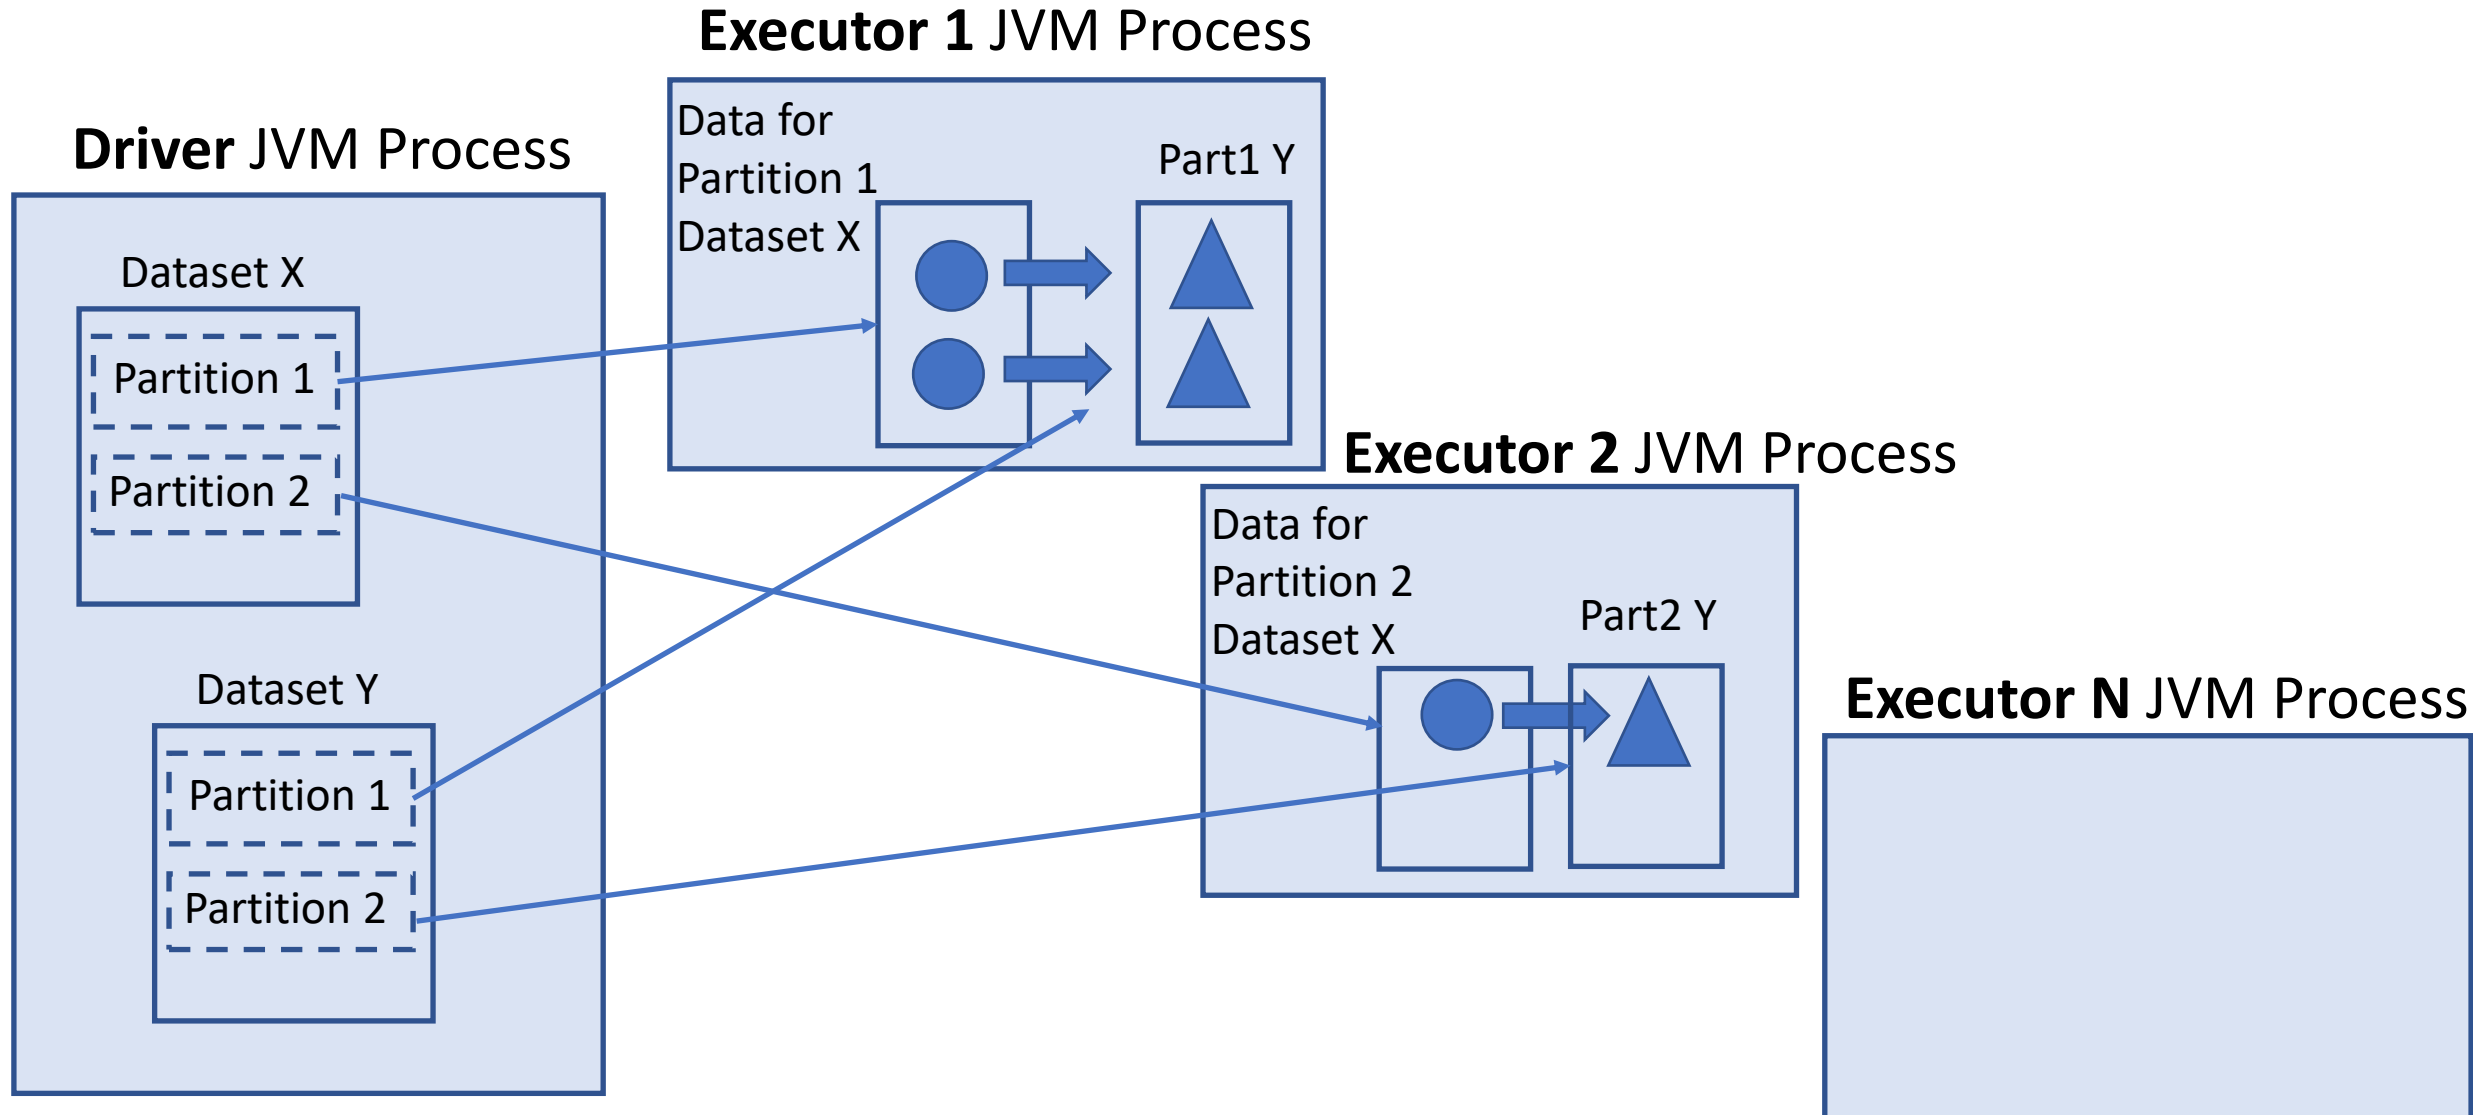 Executor 1 JVM Process
Driver JVM Process
Data for
Partition 1
Dataset X
Part1 Y
Dataset X
Partition 1
Partition 2
Executor 2 JVM Process
Data for
Partition 2
Dataset X
Part2 Y
Dataset Y
Partition 1
Partition 2
Executor N JVM Process